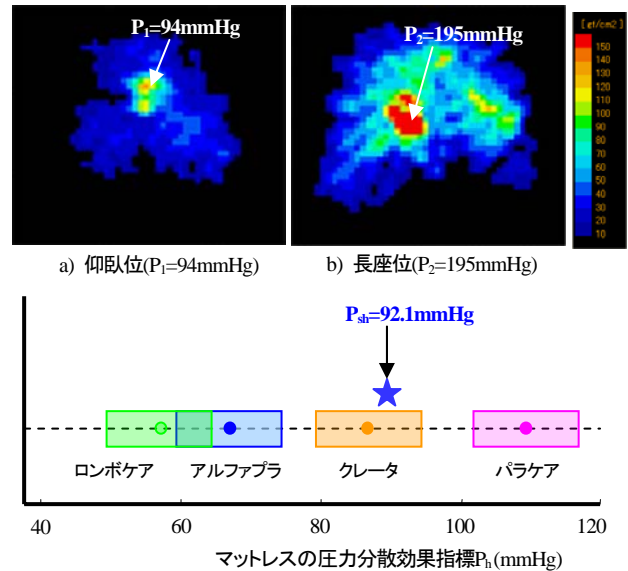 P₁=94mmHg
P₂=195mmHg
[ gf/cm2 ]
150
140
130
120
110
100
90
80
70
60
50
40
30
20
10
a) 仰臥位(P₁=94mmHg)
b) 長座位(P₂=195mmHg)
Pₛₕ=92.1mmHg
ロンボケア
アルファプラ
クレータ
パラケア
40
60
80
100
120
マットレスの圧力分散効果指標Pₕ(mmHg)